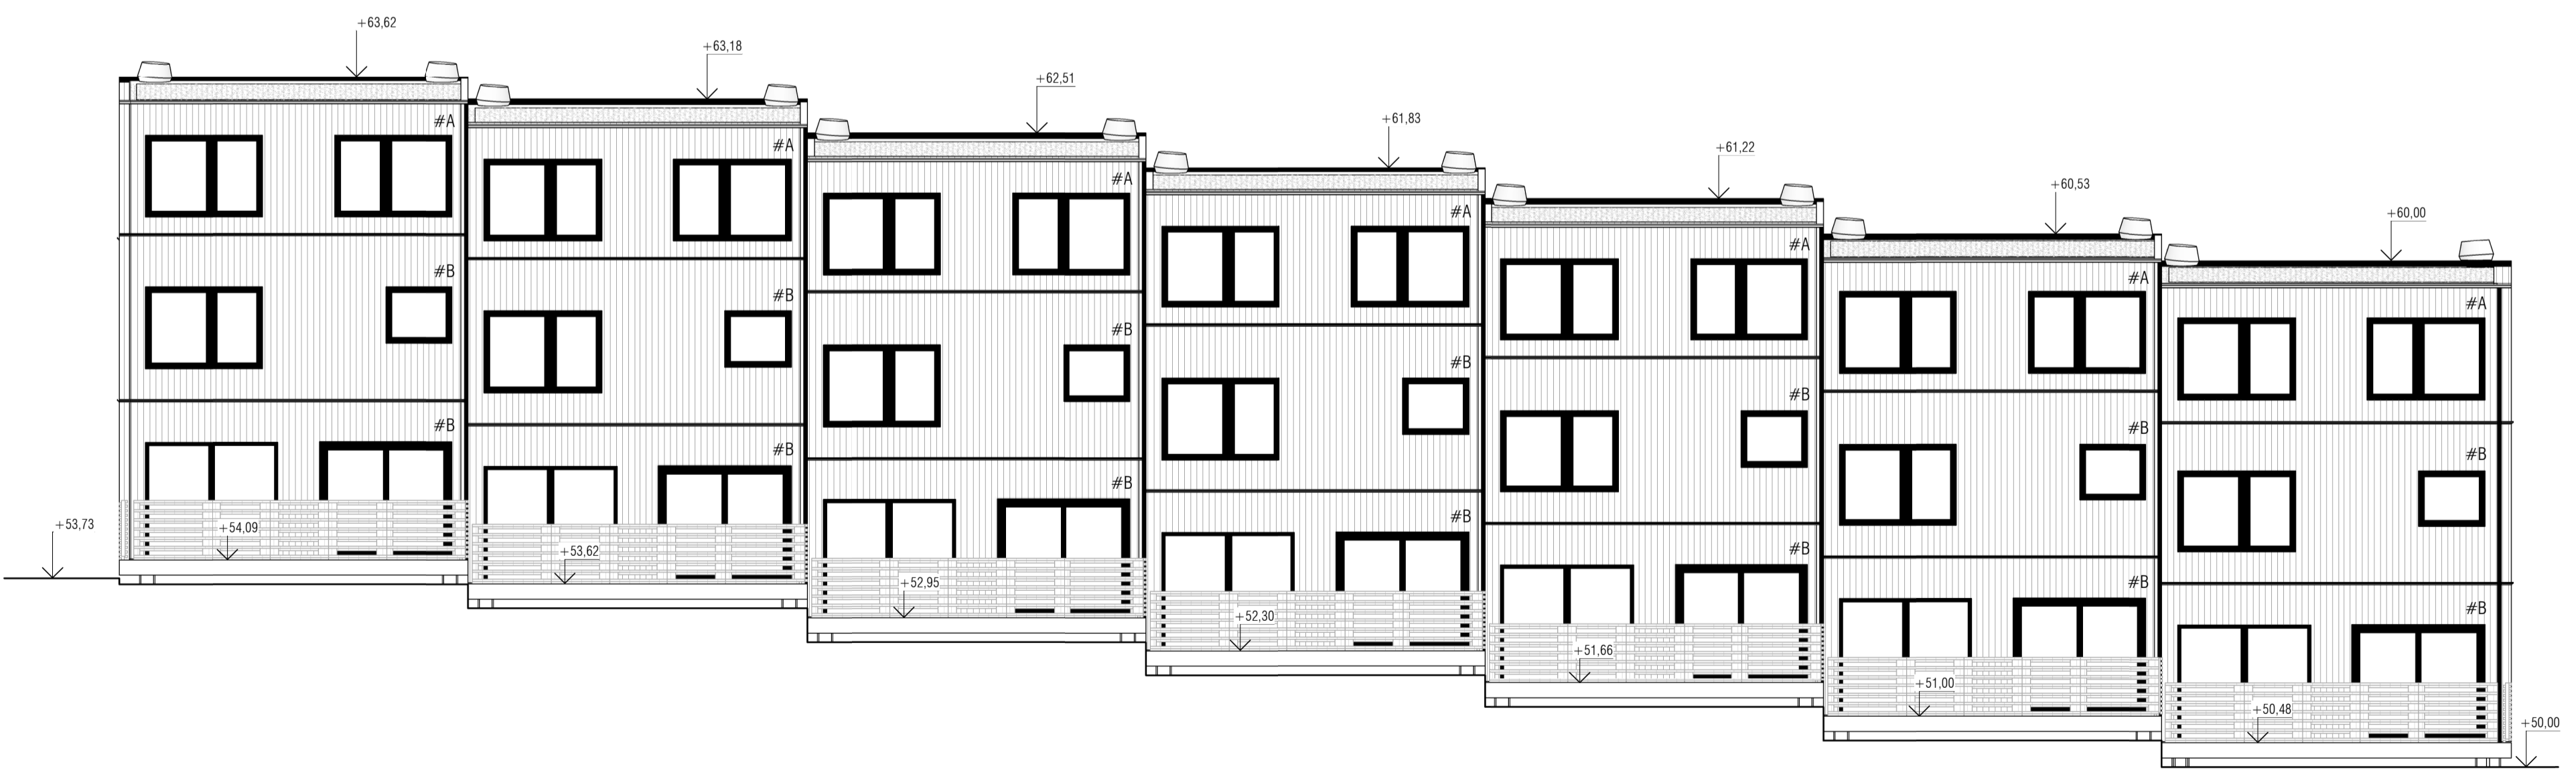 +63,62
+63,18
+62,51
+61,83
+61,22
+60,53
+60,00
#A
#A
#A
#A
#A
#A
#A
#B
#B
#B
#B
#B
#B
#B
#B
#B
#B
#B
#B
#B
#B
+53,73
+54,09
+53,62
+52,95
+52,30
+51,66
+51,00
+50,48
+50,00